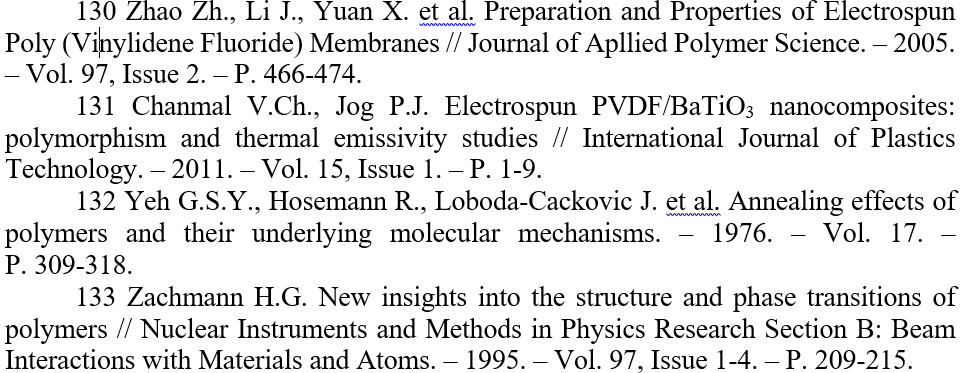 130 Zhao Zh., Li J., Yuan X. et al. Preparation and Properties of Electrospun
Poly (Vinylidene Fluoride) Membranes // Journal of Apllied Polymer Science. – 2005.
– Vol. 97, Issue 2. – P. 466-474.
131 Chanmal V.Ch., Jog P.J. Electrospun PVDF/BaTiO₃ nanocomposites:
polymorphism and thermal emissivity studies // International Journal of Plastics
Technology. – 2011. – Vol. 15, Issue 1. – P. 1-9.
132 Yeh G.S.Y., Hosemann R., Loboda-Cackovic J. et al. Annealing effects of
polymers and their underlying molecular mechanisms. – 1976. – Vol. 17. –
P. 309-318.
133 Zachmann H.G. New insights into the structure and phase transitions of
polymers // Nuclear Instruments and Methods in Physics Research Section B: Beam
Interactions with Materials and Atoms. – 1995. – Vol. 97, Issue 1-4. – P. 209-215.